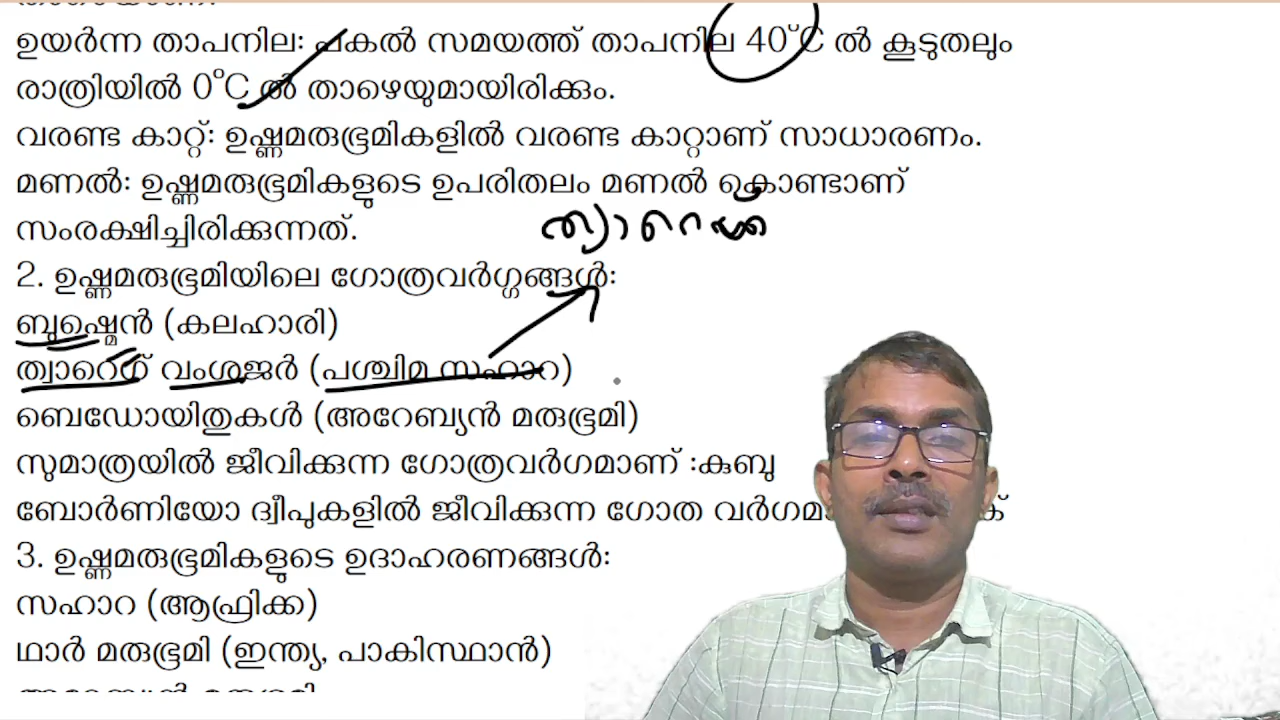 ഉയർന്ന താപനില: പകൽ സമയത്ത് താപനില 40°C ൽ കൂടുതലും
രാത്രിയിൽ 0°C ൽ താഴെയുമായിരിക്കും.
വരണ്ട കാറ്റ്: ഉഷ്ണമരുഭൂമികളിൽ വരണ്ട കാറ്റാണ് സാധാരണം.
മണൽ: ഉഷ്ണമരുഭൂമികളുടെ ഉപരിതലം മണൽ കൊണ്ടാണ്
സംരക്ഷിച്ചിരിക്കുന്നത്.
ത്വാറെക്ക്
2. ഉഷ്ണമരുഭൂമിയിലെ ഗോത്രവർഗ്ഗങ്ങൾ:
ബുഷ്മെൻ (കലഹാരി)
ത്വാറെഗ് വംശജർ (പശ്ചിമ സഹാറ)
ബെഡോയിതുകൾ (അറേബ്യൻ മരുഭൂമി)
സുമാത്രയിൽ ജീവിക്കുന്ന ഗോത്രവർഗമാണ് :കുബു
ബോർണിയോ ദ്വീപുകളിൽ ജീവിക്കുന്ന ഗോത
3. ഉഷ്ണമരുഭൂമികളുടെ ഉദാഹരണങ്ങൾ:
സഹാറ (ആഫ്രിക്ക)
ഥാർ മരുഭൂമി (ഇന്ത്യ, പാകിസ്ഥാൻ)